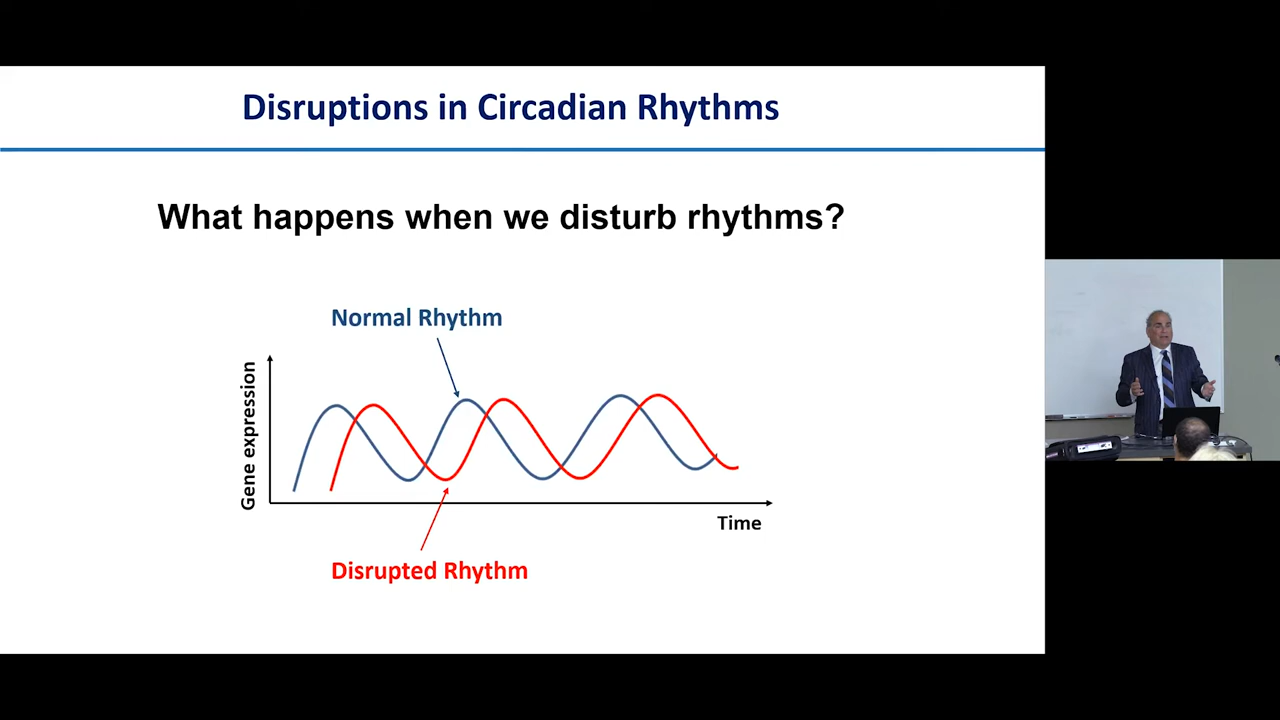 Disruptions in Circadian Rhythms
What happens when we disturb rhythms?
Normal Rhythm
Gene expression
Time
Disrupted Rhythm